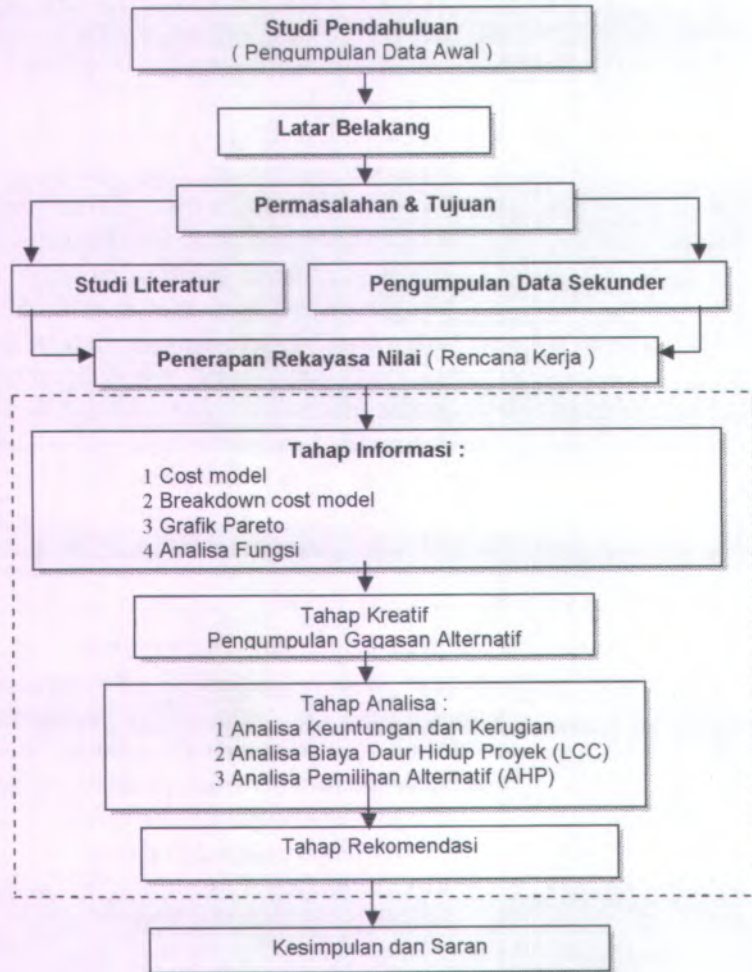 Studi Pendahuluan
( Pengumpulan Data Awal )
Latar Belakang
Permasalahan & Tujuan
Studi Literatur
Pengumpulan Data Sekunder
Penerapan Rekayasa Nilai ( Rencana Kerja )
Tahap Informasi :
1 Cost model
2 Breakdown cost model
3 Grafik Pareto
4 Analisa Fungsi
Tahap Kreatif
Pengumpulan Gagasan Alternatif
Tahap Analisa :
1 Analisa Keuntungan dan Kerugian
2 Analisa Biaya Daur Hidup Proyek (LCC)
3 Analisa Pemilihan Alternatif (AHP)
Tahap Rekomendasi
Kesimpulan dan Saran